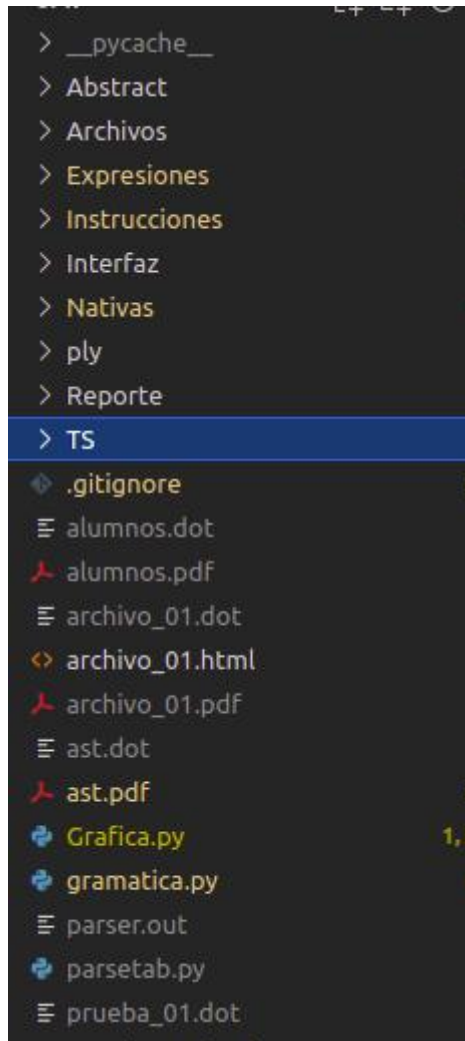 > __pycache__
> Abstract
> Archivos
> Expresiones
> Instrucciones
> Interfaz
> Nativas
> ply
> Reporte
> TS
.gitignore
alumnos.dot
alumnos.pdf
archivo_01.dot
archivo_01.html
archivo_01.pdf
ast.dot
ast.pdf
Grafica.py 1,
gramatica.py
parser.out
parsetab.py
prueba_01.dot